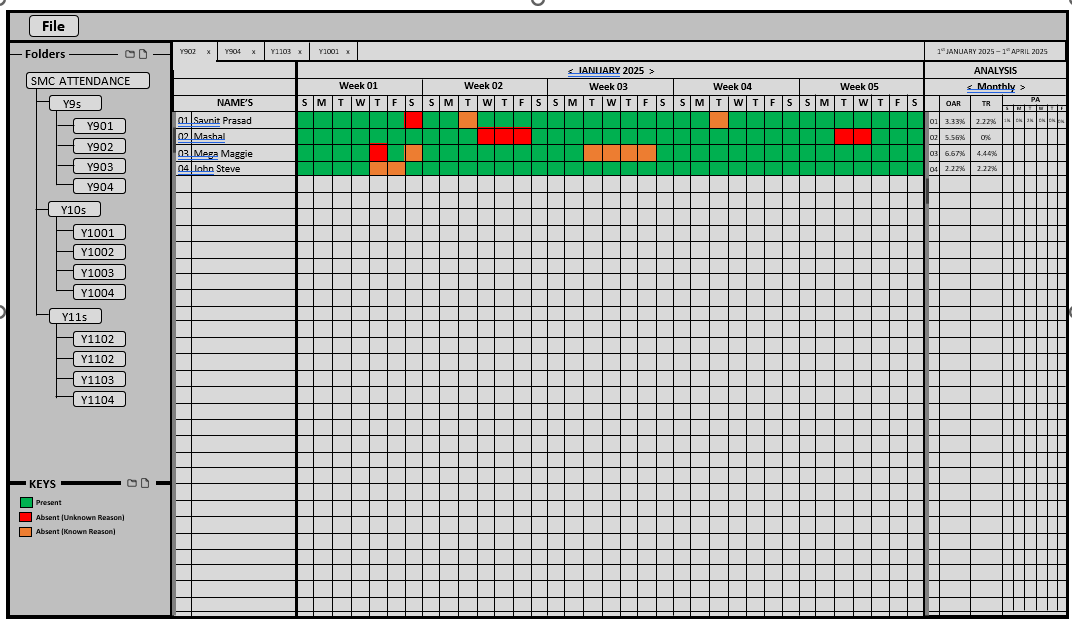 File
Folders
SMC ATTENDANCE
Y9s
Y901
Y902
Y903
Y904
Y10s
Y1001
Y1002
Y1003
Y1004
Y11s
Y1102
Y1102
Y1103
Y1104
KEYS
Present
Absent (Unknown Reason)
Absent (Known Reason)
Y902 x Y904 x Y1103 x Y1001 x
< JANUARY 2025 >
Week 01 Week 02 Week 03 Week 04 Week 05
NAME'S S M T W T F S S M T W T F S S M T W T F S S M T W T F S S M T W T F S
01. Savnit Prasad
02. Masbal
03. Mega Maggie
04. John Steve
1st JANUARY 2025 – 1st APRIL 2025
ANALYSIS
< Monthly >
OAR TR PA
S M T W T F
01 3.33% 2.22%
02 5.56% 0%
03 6.67% 4.44%
04 2.22% 2.22%